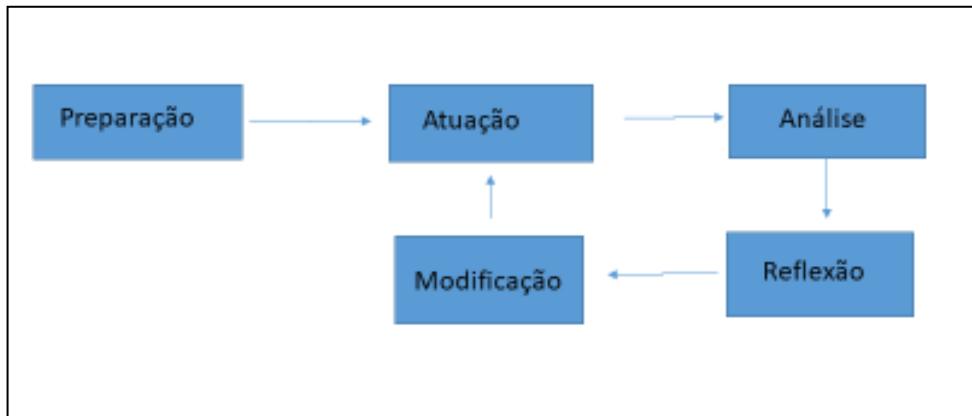 Preparação
Atuação
Análise
Modificação
Reflexão